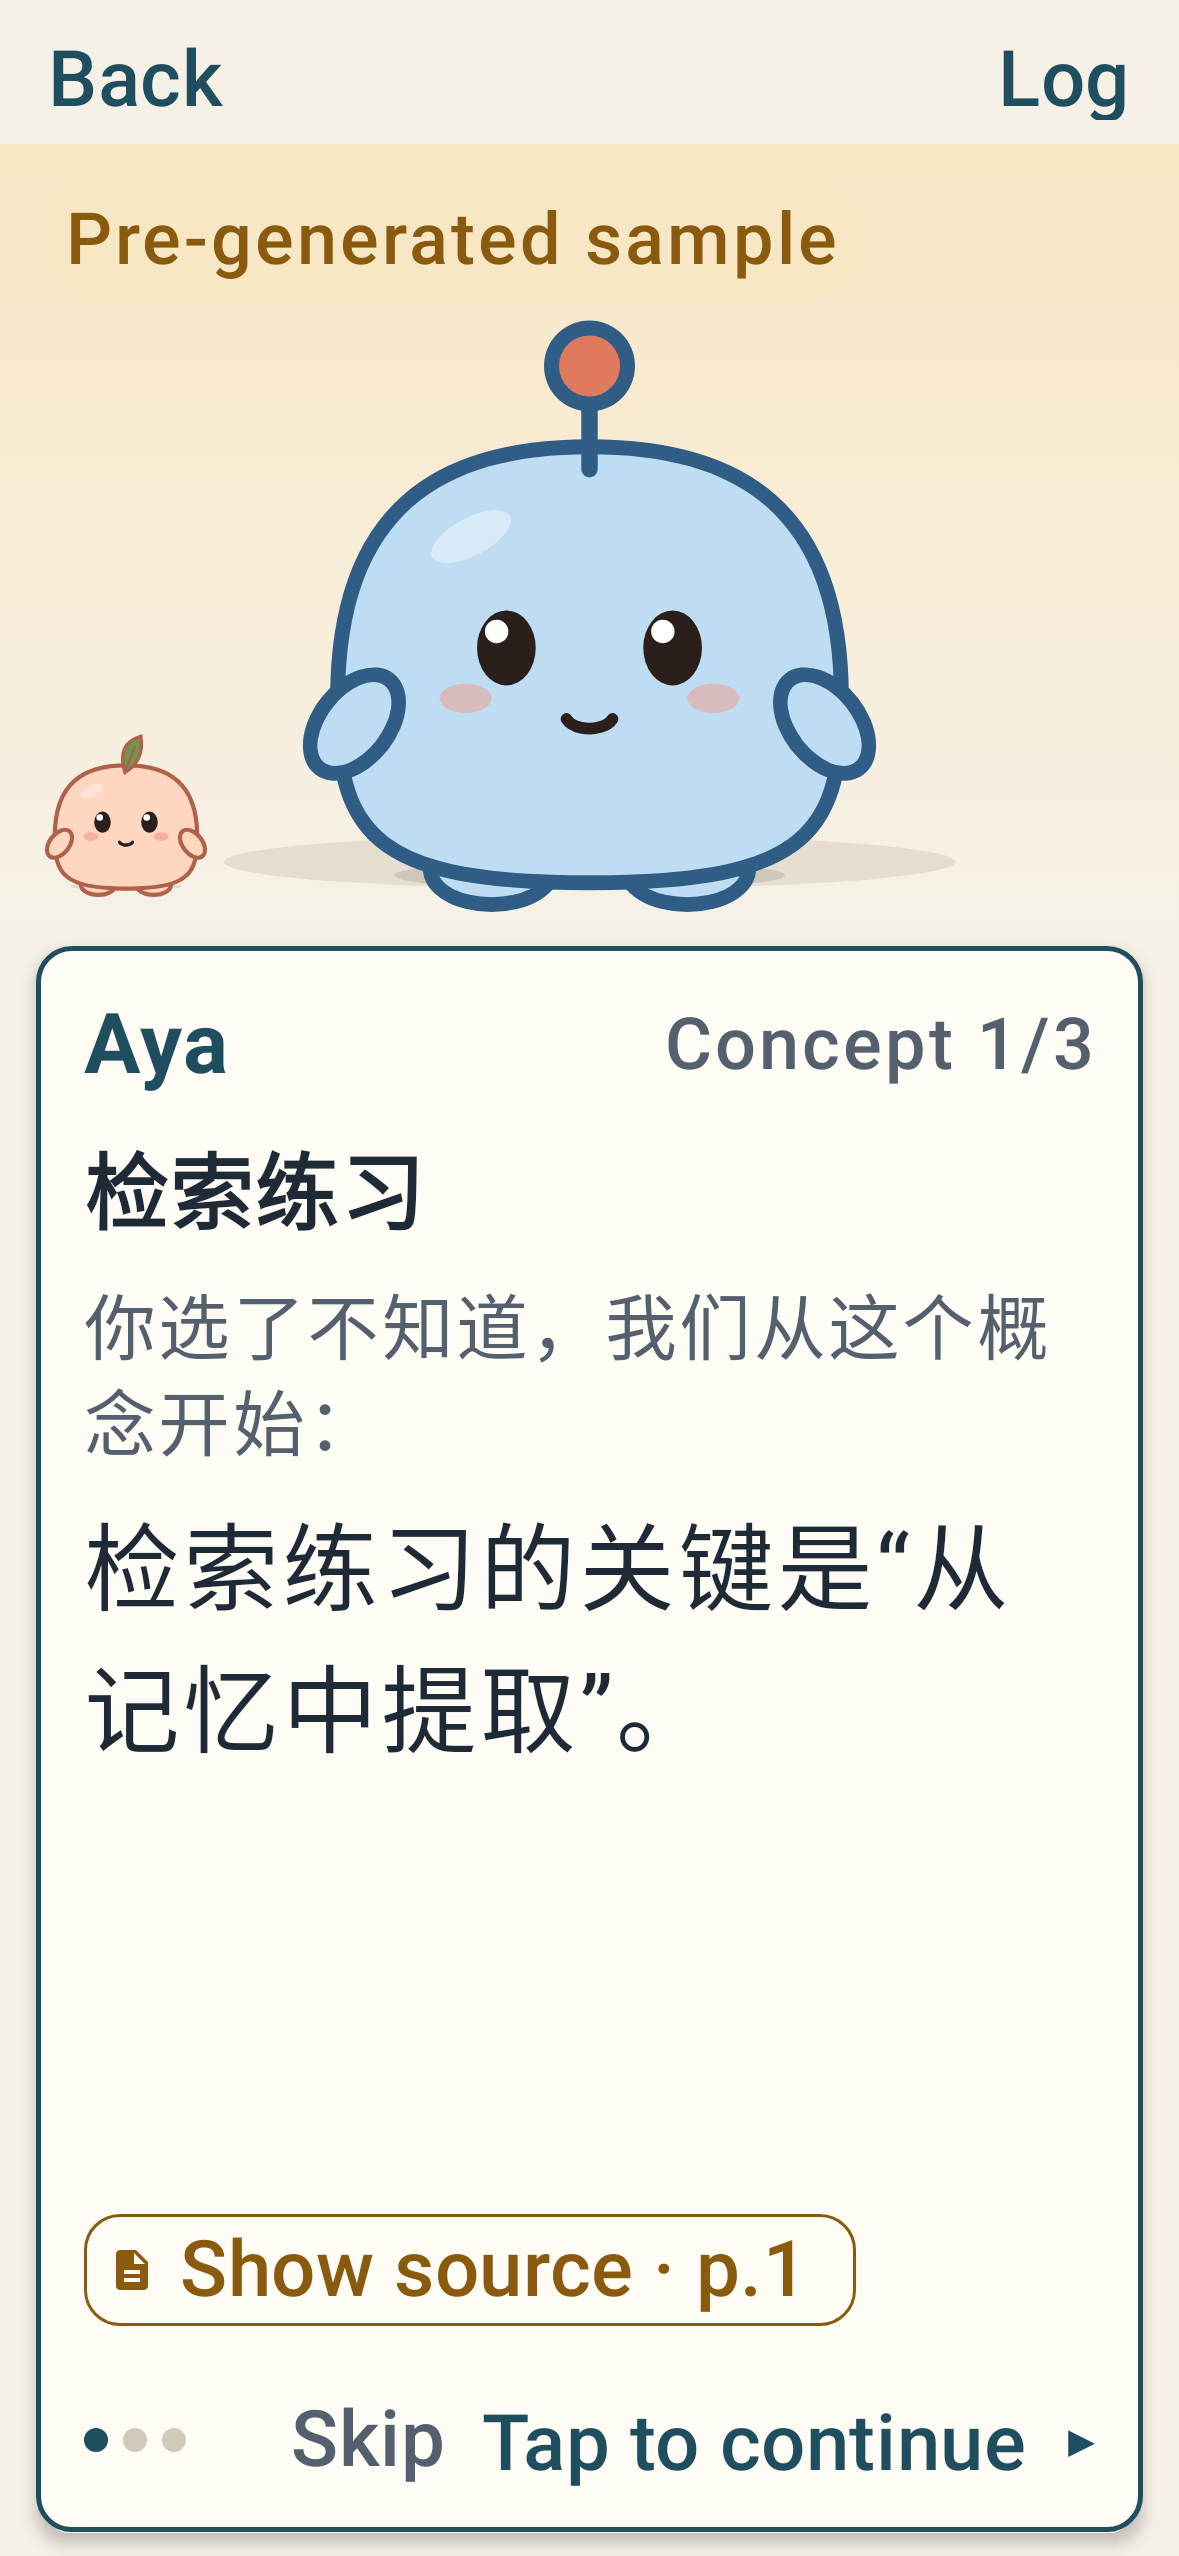 Back
Log
Pre-generated sample
Aya
Concept 1/3
检索练习
你选了不知道，我们从这个概
念开始：
检索练习的关键是“从
记忆中提取”。
Show source · p.1
Skip
Tap to continue ▸